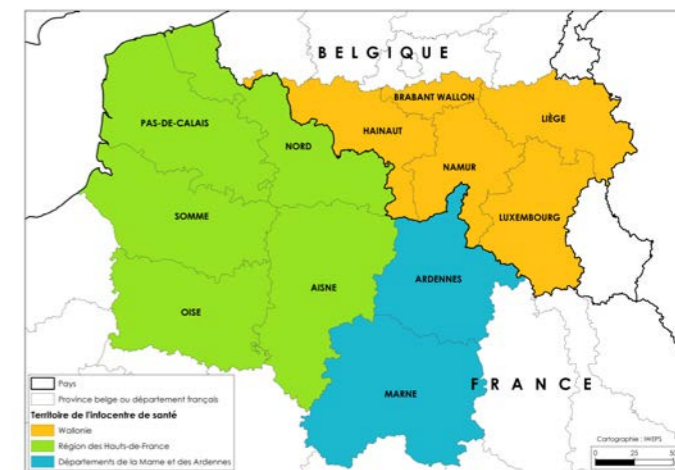 BELGIQUE
BRABANT WALLON
LIÈGE
PAS-DE-CALAIS
HAINAUT
NORD
NAMUR
SOMME
LUXEMBOURG
ARDENNES
AISNE
OISE
FRANCE
MARNE
Pays
Province belge ou département français
Territoire de l'infocentre de santé
Wallonie
Région des Hauts-de-France
Départements de la Marne et des Ardennes
Cartographie : IWEPS
0 25 50